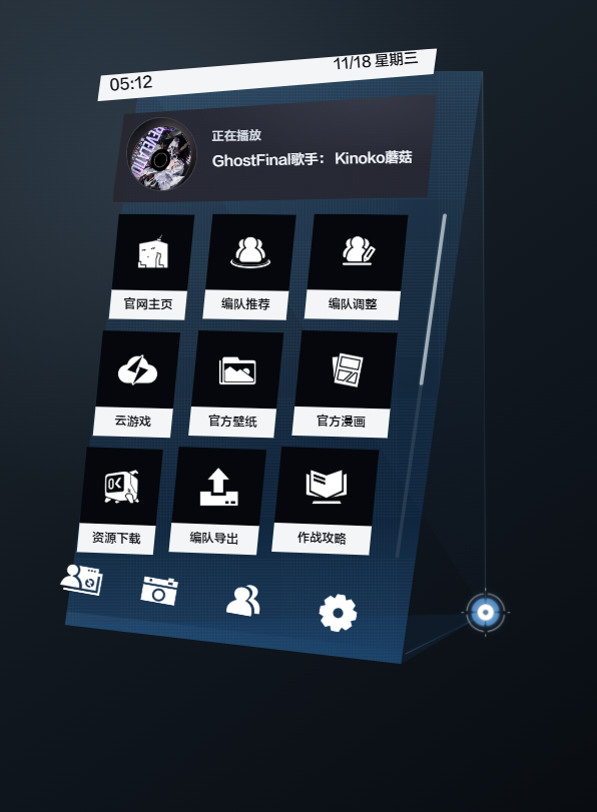 05:12 11/18 星期三
正在播放
GhostFinal歌手： Kinoko蘑菇
官网主页 编队推荐 编队调整
云游戏 官方壁纸 官方漫画
资源下载 编队导出 作战攻略